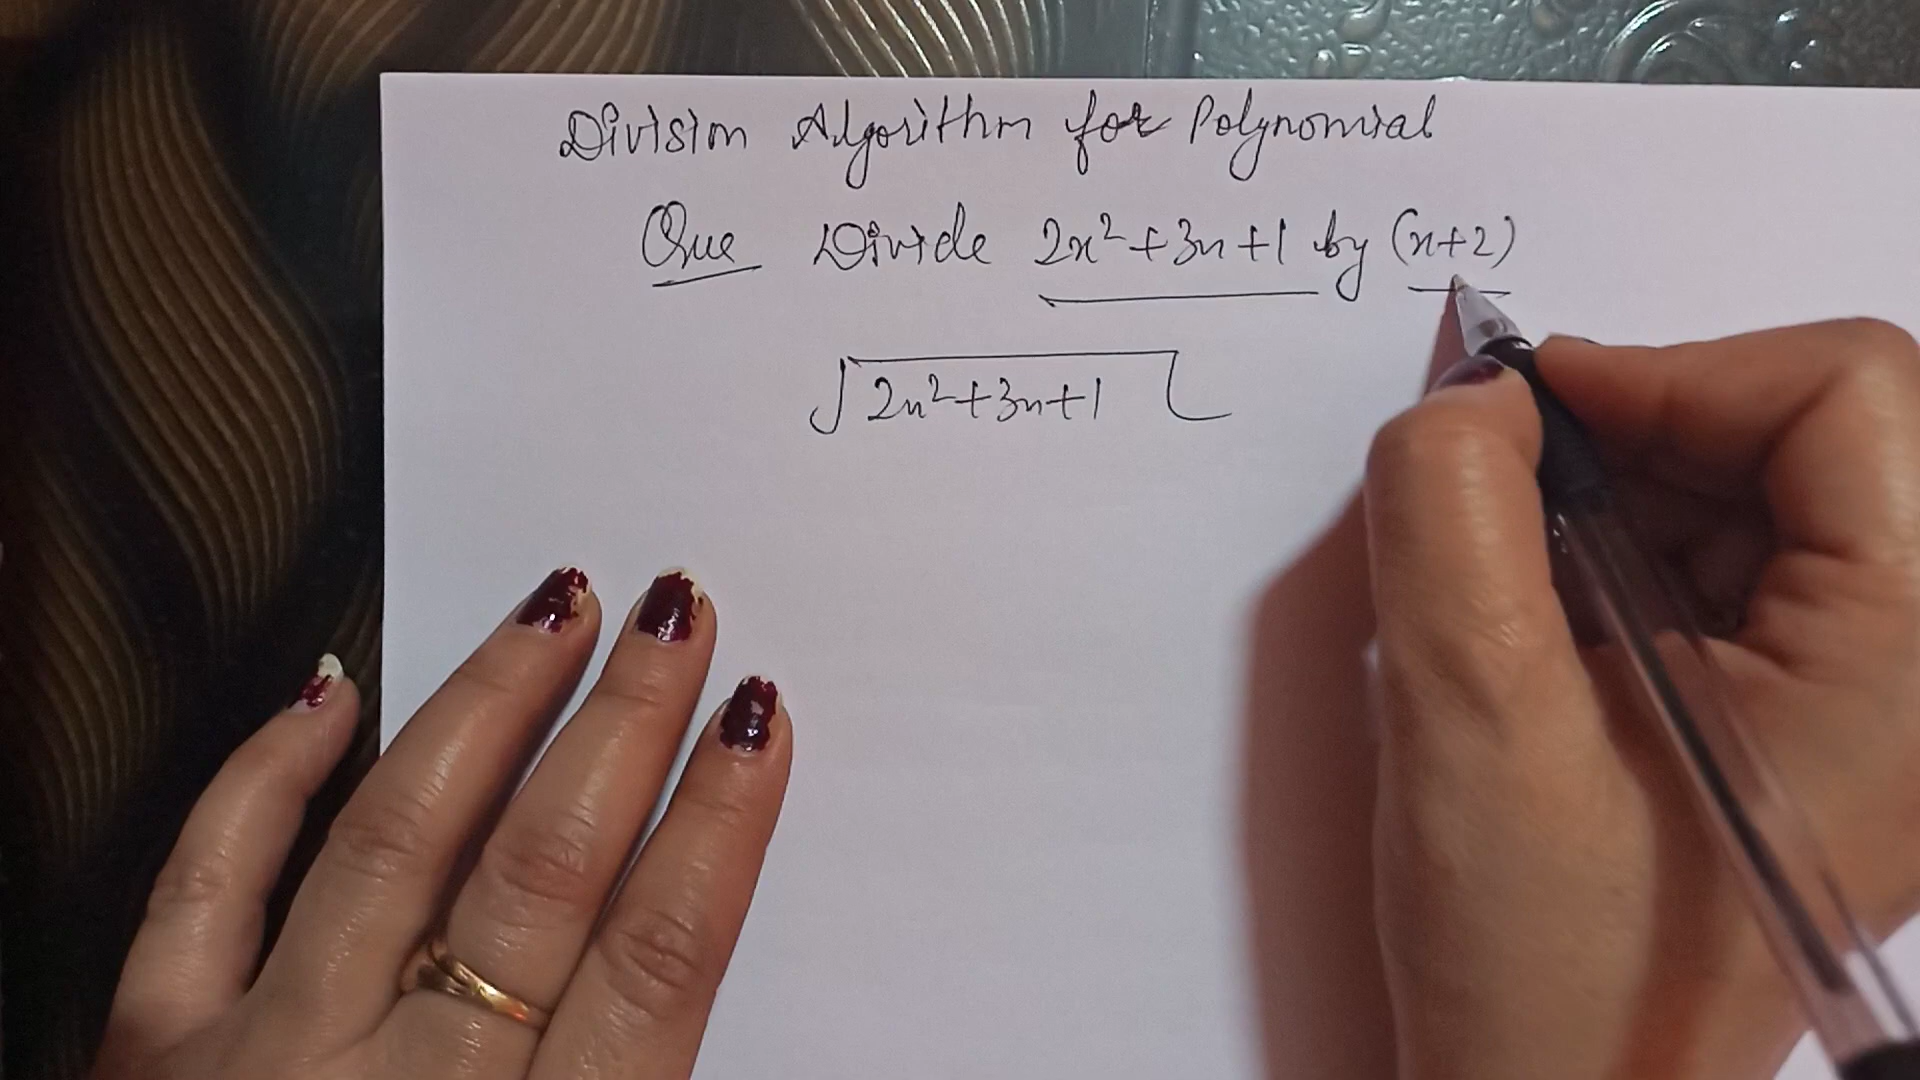 Division Algorithm for Polynomial
Que Divide 2x²+3x+1 by (x+2)
2x²+3x+1